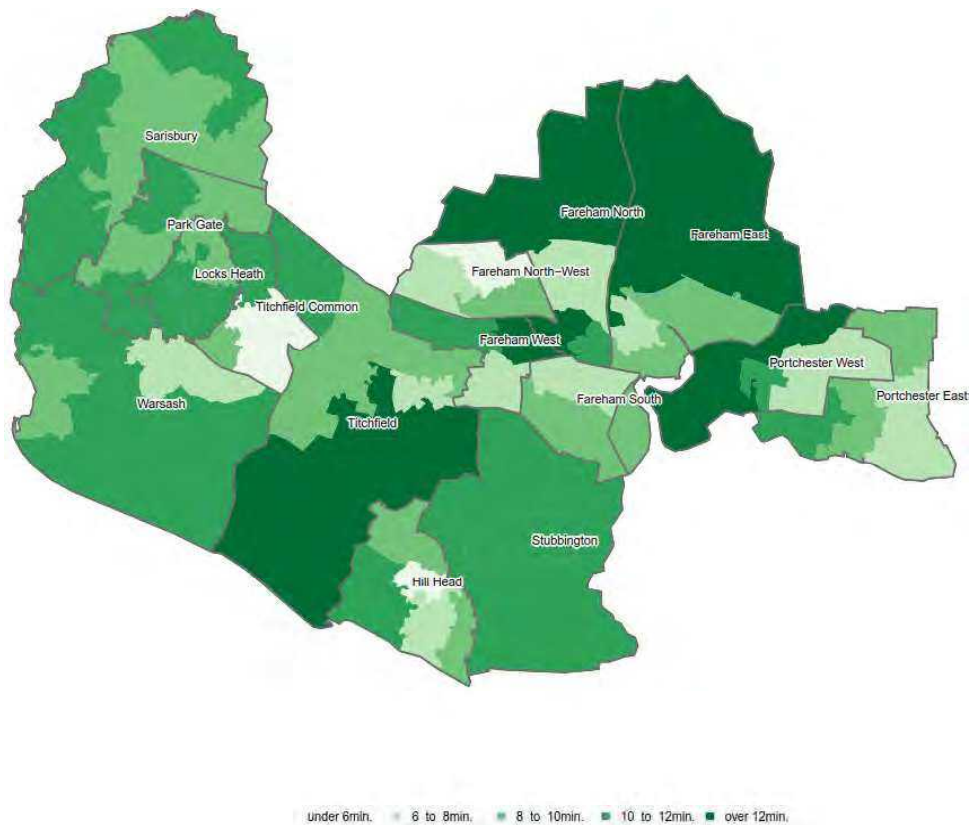 Sarisbury
Fareham North
Park Gate
Fareham East
Locks Heath
Fareham North-West
Titchfield Common
Fareham West
Portchester West
Warsash
Fareham South
Portchester East
Titchfield
Stubbington
Hill Head
under 6min. 6 to 8min. 8 to 10min. 10 to 12min. over 12min.